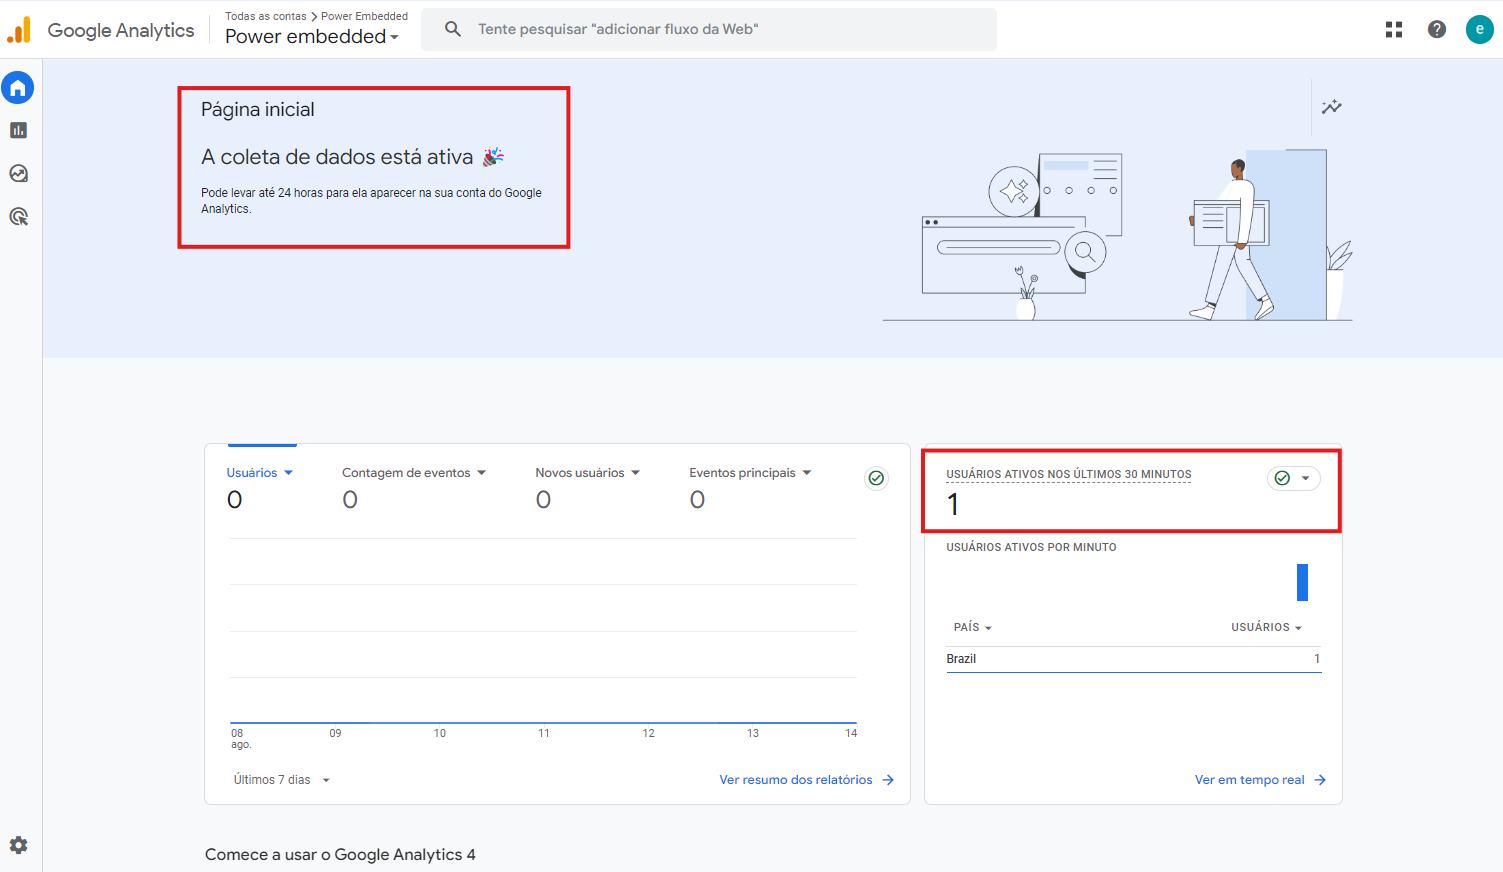 Google Analytics
Todas as contas > Power Embedded
Power embedded
Tente pesquisar "adicionar fluxo da Web"
e
Página inicial
A coleta de dados está ativa 🎉
Pode levar até 24 horas para ela aparecer na sua conta do Google
Analytics.
Usuários
0
Contagem de eventos
0
Novos usuários
0
Eventos principais
0
08
ago.
09
10
11
12
13
14
Últimos 7 dias
Ver resumo dos relatórios
USUÁRIOS ATIVOS NOS ÚLTIMOS 30 MINUTOS
1
USUÁRIOS ATIVOS POR MINUTO
PAÍS
USUÁRIOS
Brazil
1
Ver em tempo real
Comece a usar o Google Analytics 4